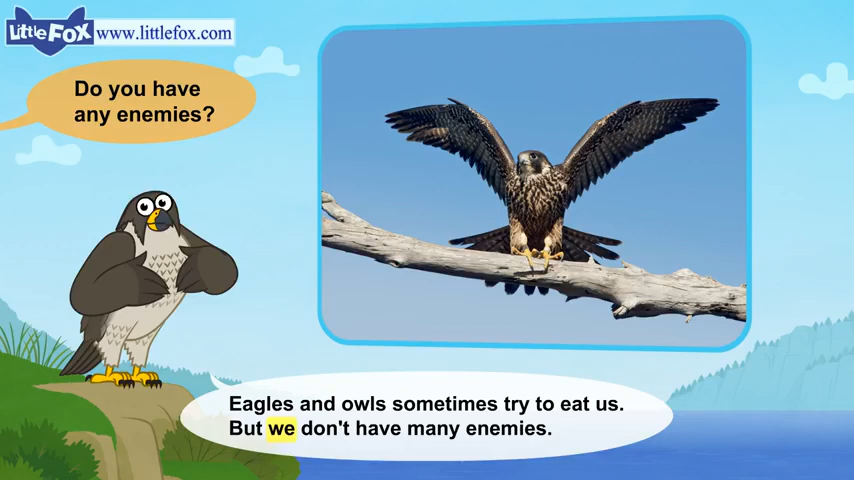 Little Fox www.littlefox.com
Do you have
any enemies?
Eagles and owls sometimes try to eat us.
But we don't have many enemies.